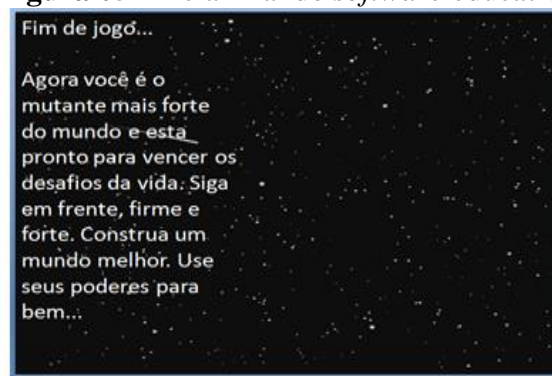 Fim de jogo...
Agora você é o
mutante mais forte
do mundo e esta
pronto para vencer os
desafios da vida. Siga
em frente, firme e
forte. Construa um
mundo melhor. Use
seus poderes para
bem...